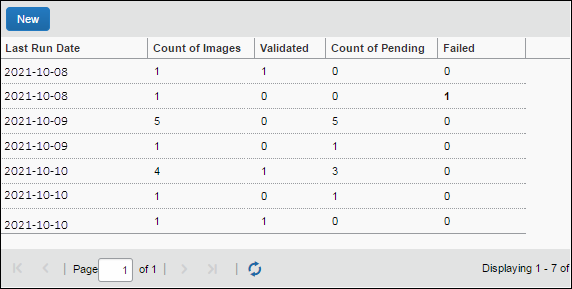 New
Last Run Date Count of Images Validated Count of Pending Failed
2021-10-08 1 1 0 0
2021-10-08 1 0 0 1
2021-10-09 5 0 5 0
2021-10-09 1 0 1 0
2021-10-10 4 1 3 0
2021-10-10 1 0 1 0
2021-10-10 1 1 0 0
Page 1 of 1 Displaying 1 - 7 of